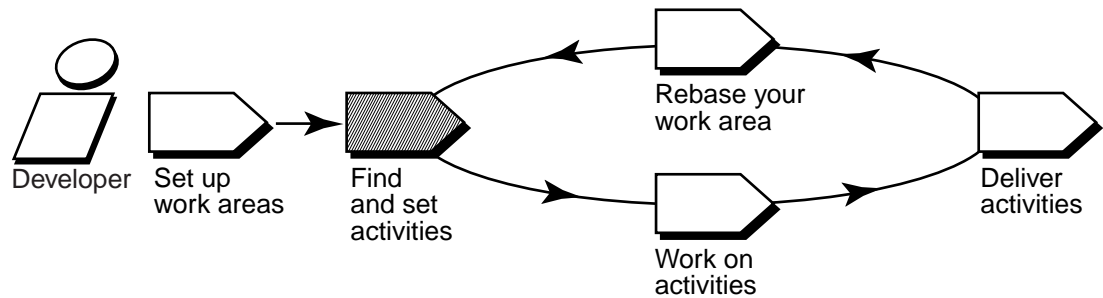 Developer
Set up
work areas
Find
and set
activities
Rebase your
work area
Work on
activities
Deliver
activities